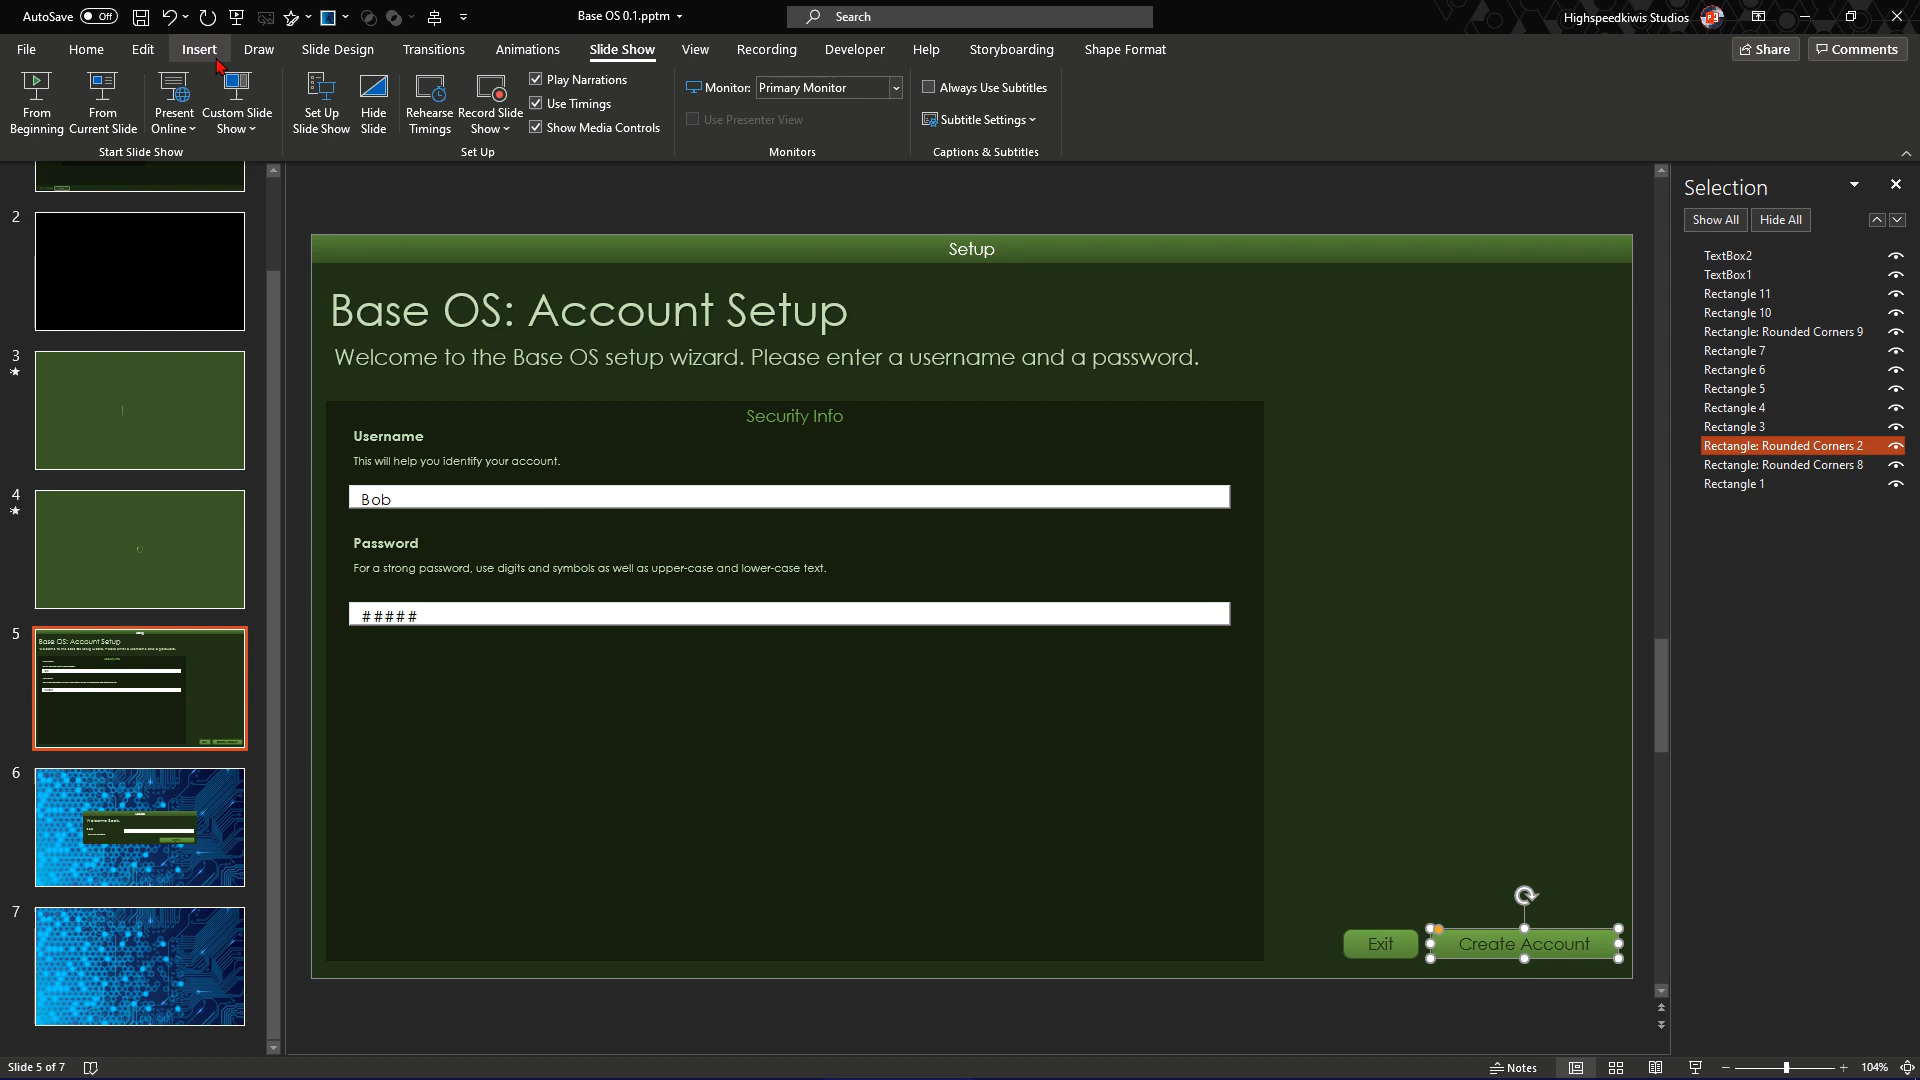 AutoSave Off
Base OS 0.1.pptm
Search
Highspeedkiwis Studios
File Home Edit Insert Draw Slide Design Transitions Animations Slide Show View Recording Developer Help Storyboarding Shape Format
Share Comments
From Beginning
From Current Slide
Present Online
Custom Slide Show
Start Slide Show
Set Up Slide Show
Hide Slide
Rehearse Timings
Record Slide Show
Play Narrations
Use Timings
Show Media Controls
Set Up
Monitor: Primary Monitor
Use Presenter View
Monitors
Always Use Subtitles
Subtitle Settings
Captions & Subtitles
2
3
4
5
6
7
Setup
Base OS: Account Setup
Welcome to the Base OS setup wizard. Please enter a username and a password.
Security Info
Username
This will help you identify your account.
Bob
Password
For a strong password, use digits and symbols as well as upper-case and lower-case text.
#####
Exit
Create Account
Selection
Show All Hide All
TextBox2
TextBox1
Rectangle 11
Rectangle 10
Rectangle: Rounded Corners 9
Rectangle 7
Rectangle 6
Rectangle 5
Rectangle 4
Rectangle 3
Rectangle: Rounded Corners 2
Rectangle: Rounded Corners 8
Rectangle 1
Slide 5 of 7
Notes
104%